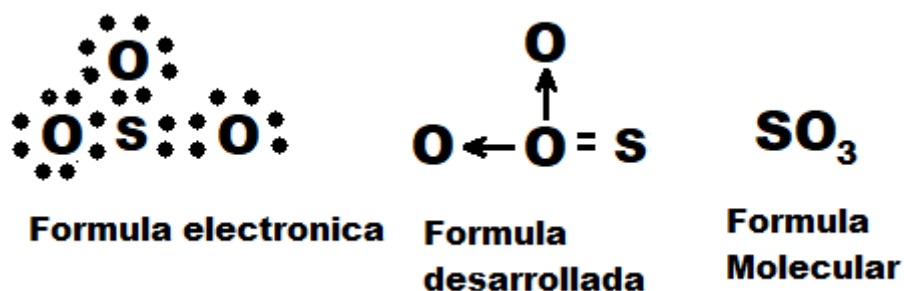 O
O S O
Formula electronica
O
O ← O = S
Formula
desarrollada
SO₃
Formula
Molecular